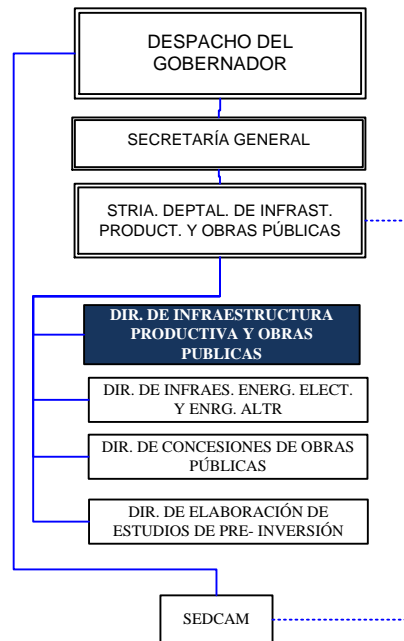 DESPACHO DEL
GOBERNADOR
SECRETARÍA GENERAL
STRIA. DEPTAL. DE INFRAST.
PRODUCT. Y OBRAS PÚBLICAS
DIR. DE INFRAESTRUCTURA
PRODUCTIVA Y OBRAS
PUBLICAS
DIR. DE INFRAES. ENERG. ELECT.
Y ENRG. ALTR
DIR. DE CONCESIONES DE OBRAS
PÚBLICAS
DIR. DE ELABORACIÓN DE
ESTUDIOS DE PRE- INVERSIÓN
SEDCAM